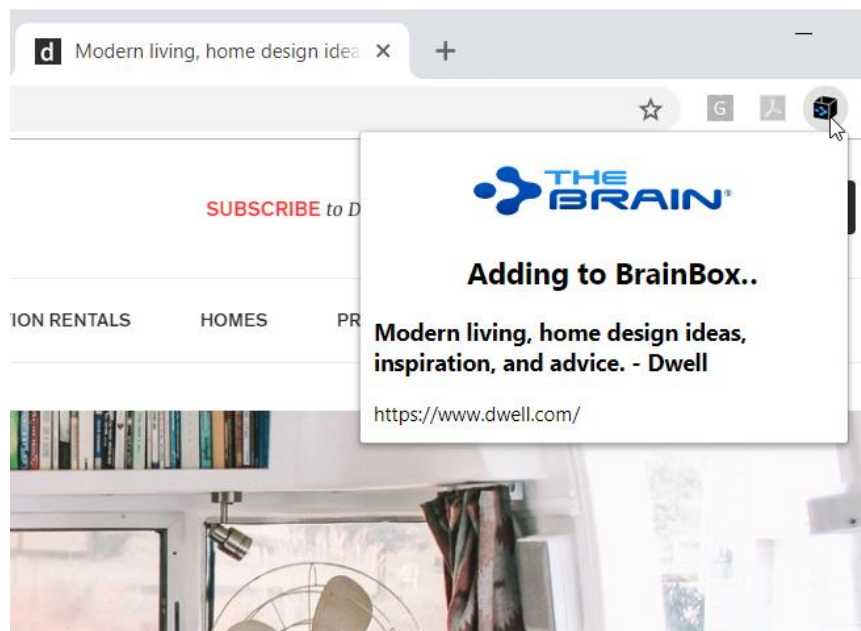 d Modern living, home design idea
G
SUBSCRIBE to D
THE
BRAIN®
Adding to BrainBox..
ION RENTALS HOMES PR
Modern living, home design ideas,
inspiration, and advice. - Dwell
https://www.dwell.com/